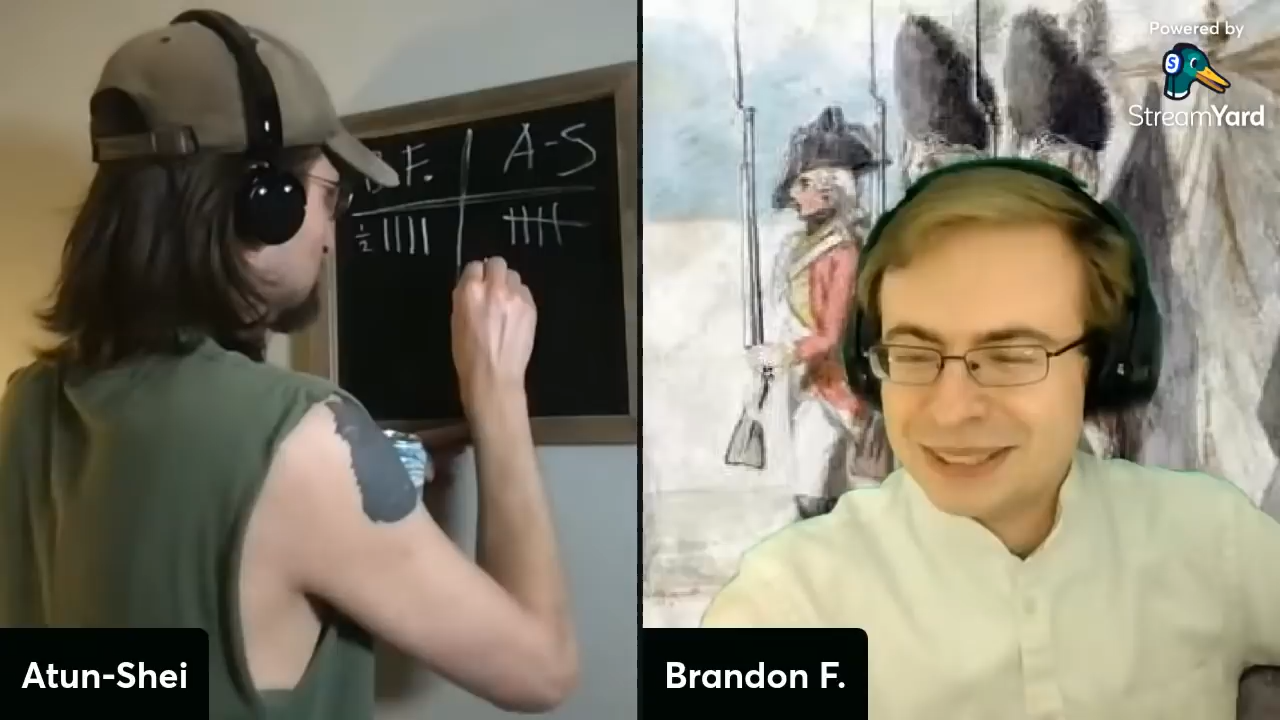 Powered by
StreamYard
B.F.
A-S
1/2 ||||
Atun-Shei
Brandon F.